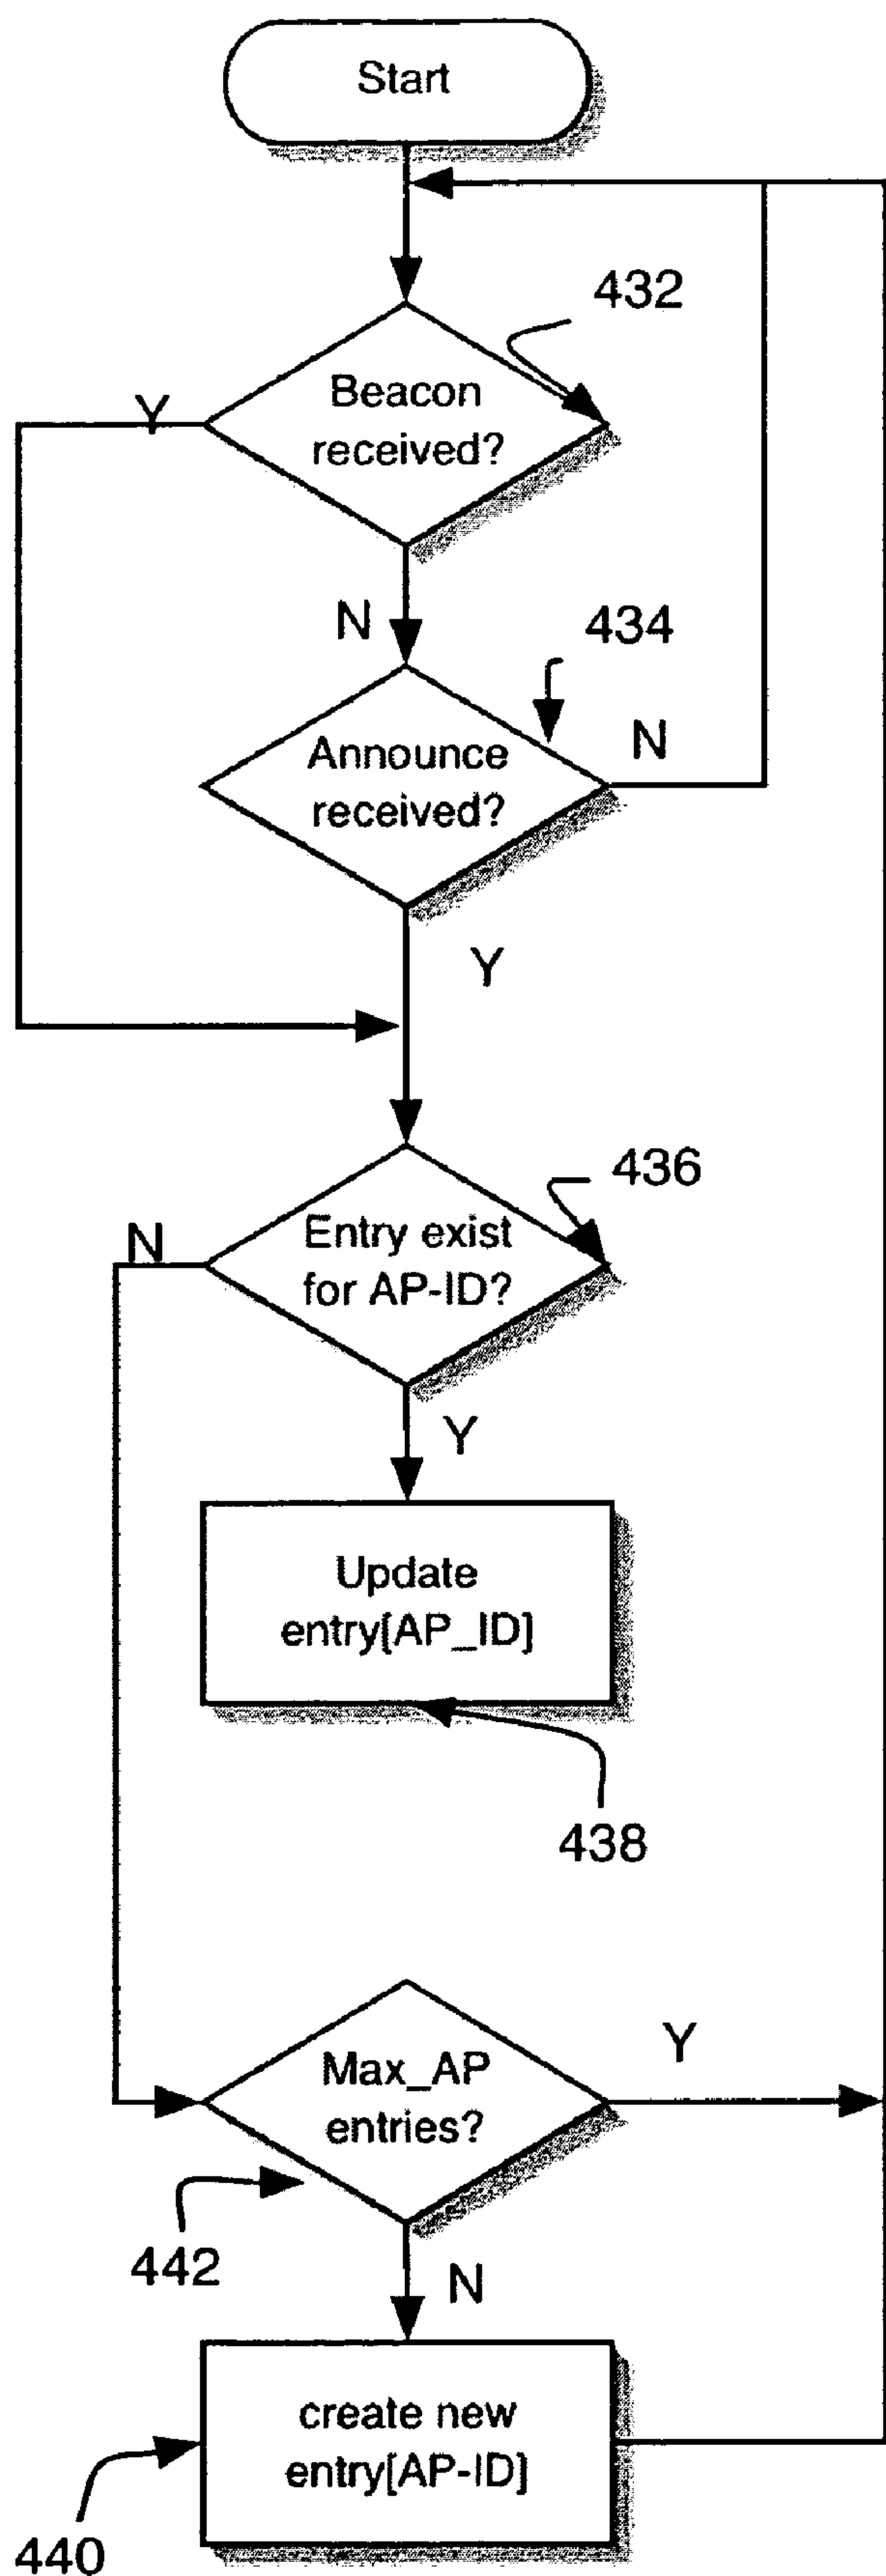 Start
432
Y
Beacon
received?
N
434
Announce
received?
N
Y
436
N
Entry exist
for AP-ID?
Y
Update
entry[AP_ID]
438
Max_AP
entries?
Y
442
N
create new
entry[AP-ID]
440